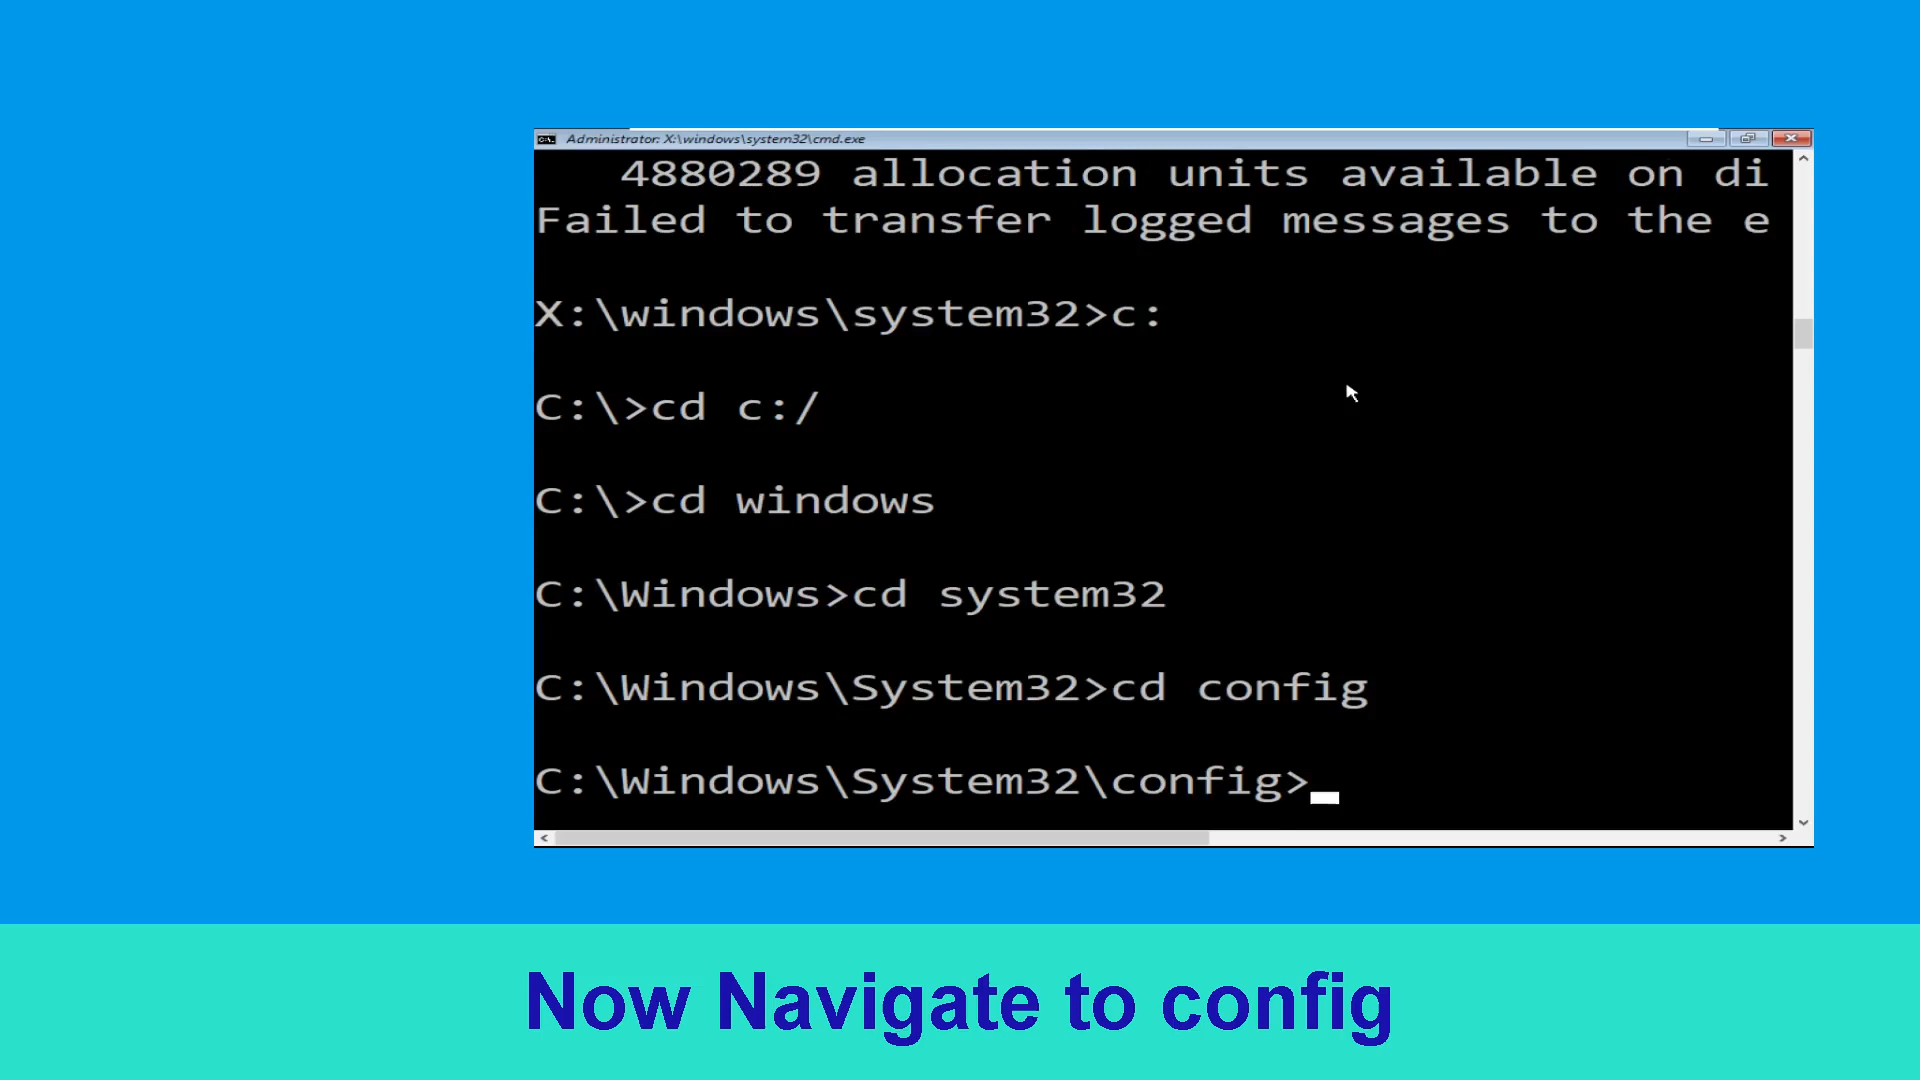 Administrator: X:\windows\system32\cmd.exe
4880289 allocation units available on di
Failed to transfer logged messages to the e
X:\windows\system32>c:
C:\>cd c:/
C:\>cd windows
C:\Windows>cd system32
C:\Windows\System32>cd config
C:\Windows\System32\config>
Now Navigate to config